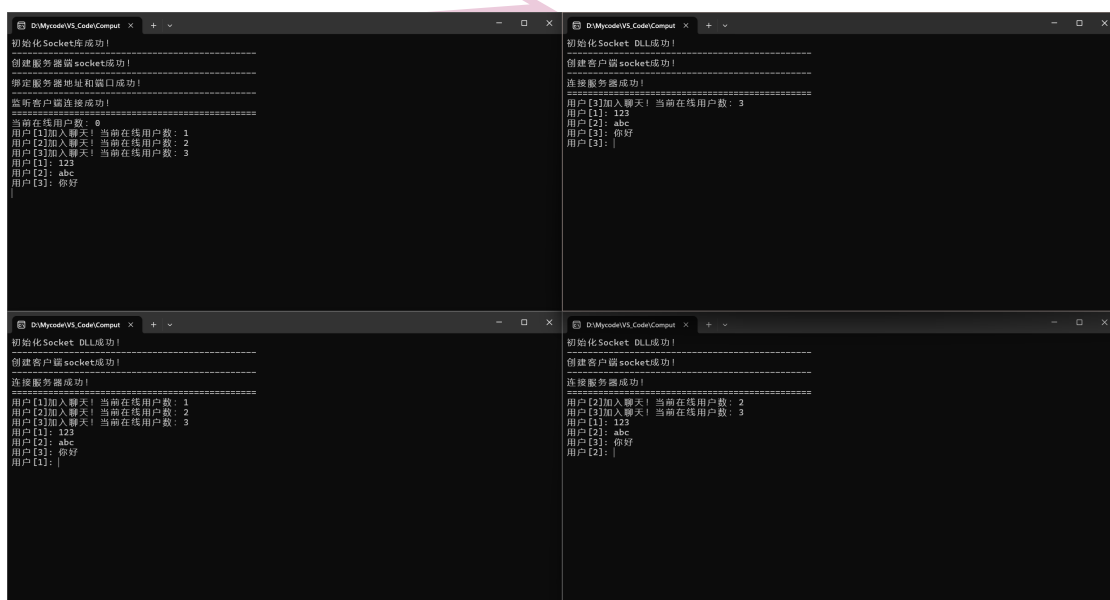 D:\Mycode\VS_Code\Comput
初始化Socket库成功!
创建服务器端socket成功!
绑定服务器地址和端口成功!
监听客户端连接成功!
当前在线用户数: 0
用户[1]加入聊天! 当前在线用户数: 1
用户[2]加入聊天! 当前在线用户数: 2
用户[3]加入聊天! 当前在线用户数: 3
用户[1]: 123
用户[2]: abc
用户[3]: 你好
D:\Mycode\VS_Code\Comput
初始化Socket DLL成功!
创建客户端socket成功!
连接服务器成功!
用户[3]加入聊天! 当前在线用户数: 3
用户[1]: 123
用户[2]: abc
用户[3]: 你好
用户[3]:
D:\Mycode\VS_Code\Comput
初始化Socket DLL成功!
创建客户端socket成功!
连接服务器成功!
用户[1]加入聊天! 当前在线用户数: 1
用户[2]加入聊天! 当前在线用户数: 2
用户[3]加入聊天! 当前在线用户数: 3
用户[1]: 123
用户[2]: abc
用户[3]: 你好
用户[1]:
D:\Mycode\VS_Code\Comput
初始化Socket DLL成功!
创建客户端socket成功!
连接服务器成功!
用户[2]加入聊天! 当前在线用户数: 2
用户[3]加入聊天! 当前在线用户数: 3
用户[1]: 123
用户[2]: abc
用户[3]: 你好
用户[2]: